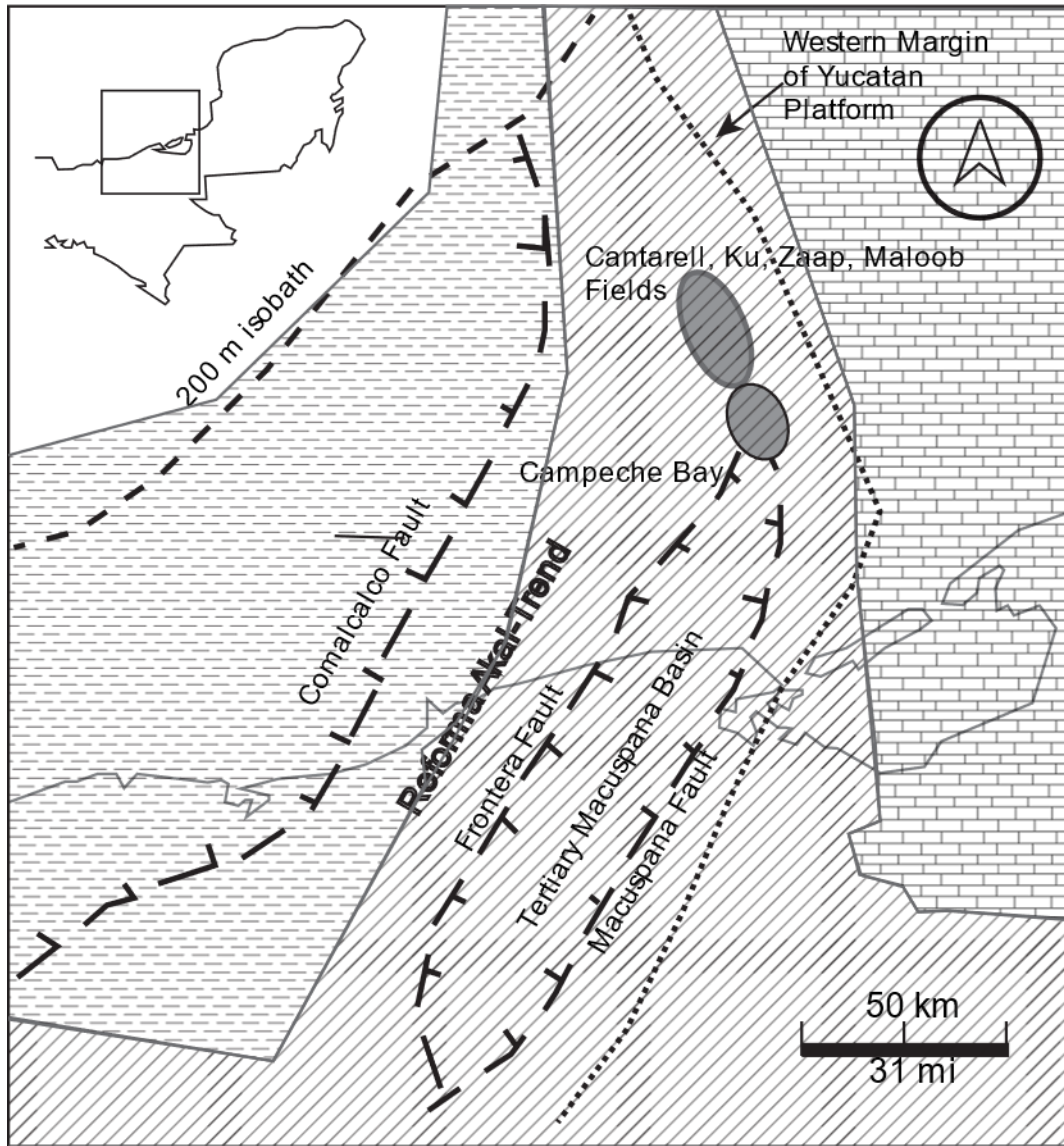 Western Margin
of Yucatan
Platform
Cantarell, Ku, Zaap, Maloob
Fields
200 m isobath
Campeche Bay
Comalcalco Fault
Reforma Akal-Trend
Frontera Fault
Tertiary Macuspana Basin
Macuspana Fault
50 km
31 mi